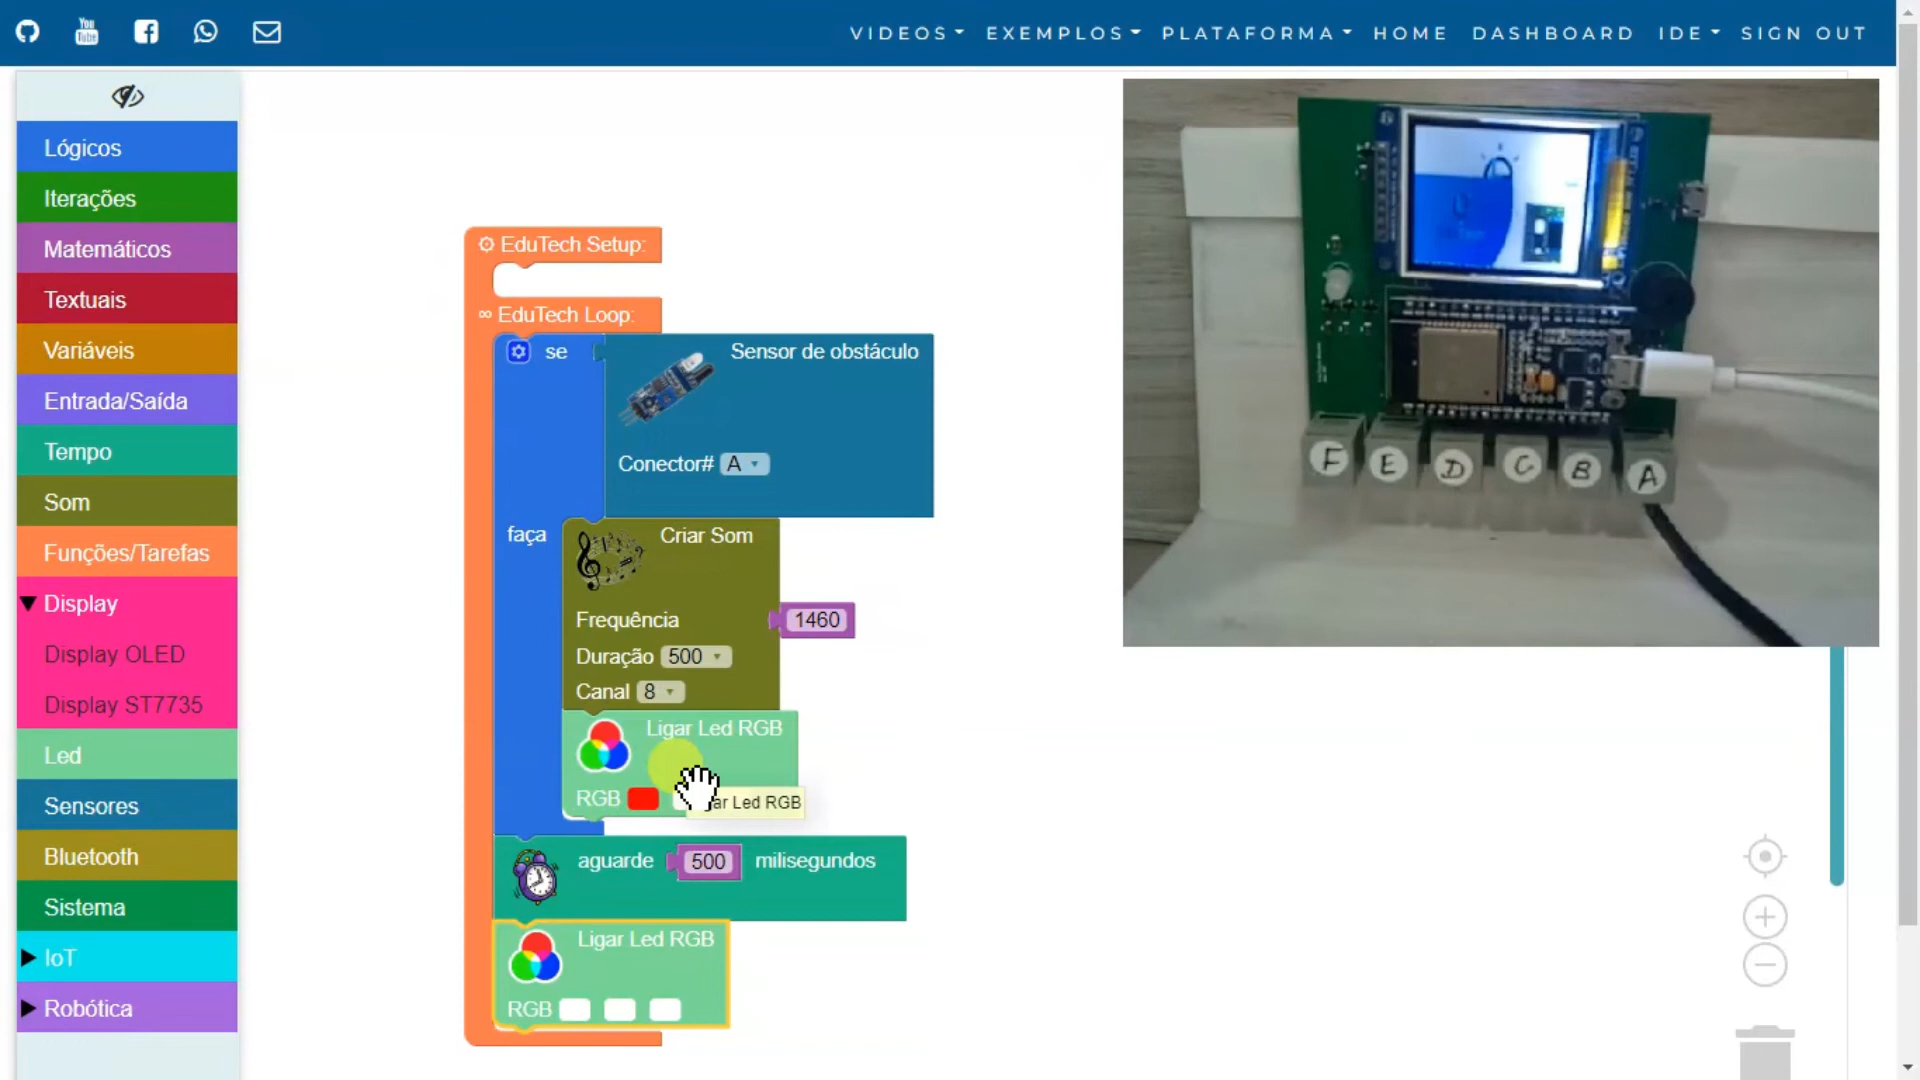 You
Tube
VIDEOS EXEMPLOS PLATAFORMA HOME DASHBOARD IDE SIGN OUT
Lógicos
Iterações
Matemáticos
Textuais
Variáveis
Entrada/Saída
Tempo
Som
Funções/Tarefas
Display
Display OLED
Display ST7735
Led
Sensores
Bluetooth
Sistema
IoT
Robótica
EduTech Setup:
∞ EduTech Loop:
se
Sensor de obstáculo
Conector# A
faça
Criar Som
Frequência 1460
Duração 500
Canal 8
Ligar Led RGB
RGB
ar Led RGB
aguarde 500 milisegundos
Ligar Led RGB
RGB
F E D C B A